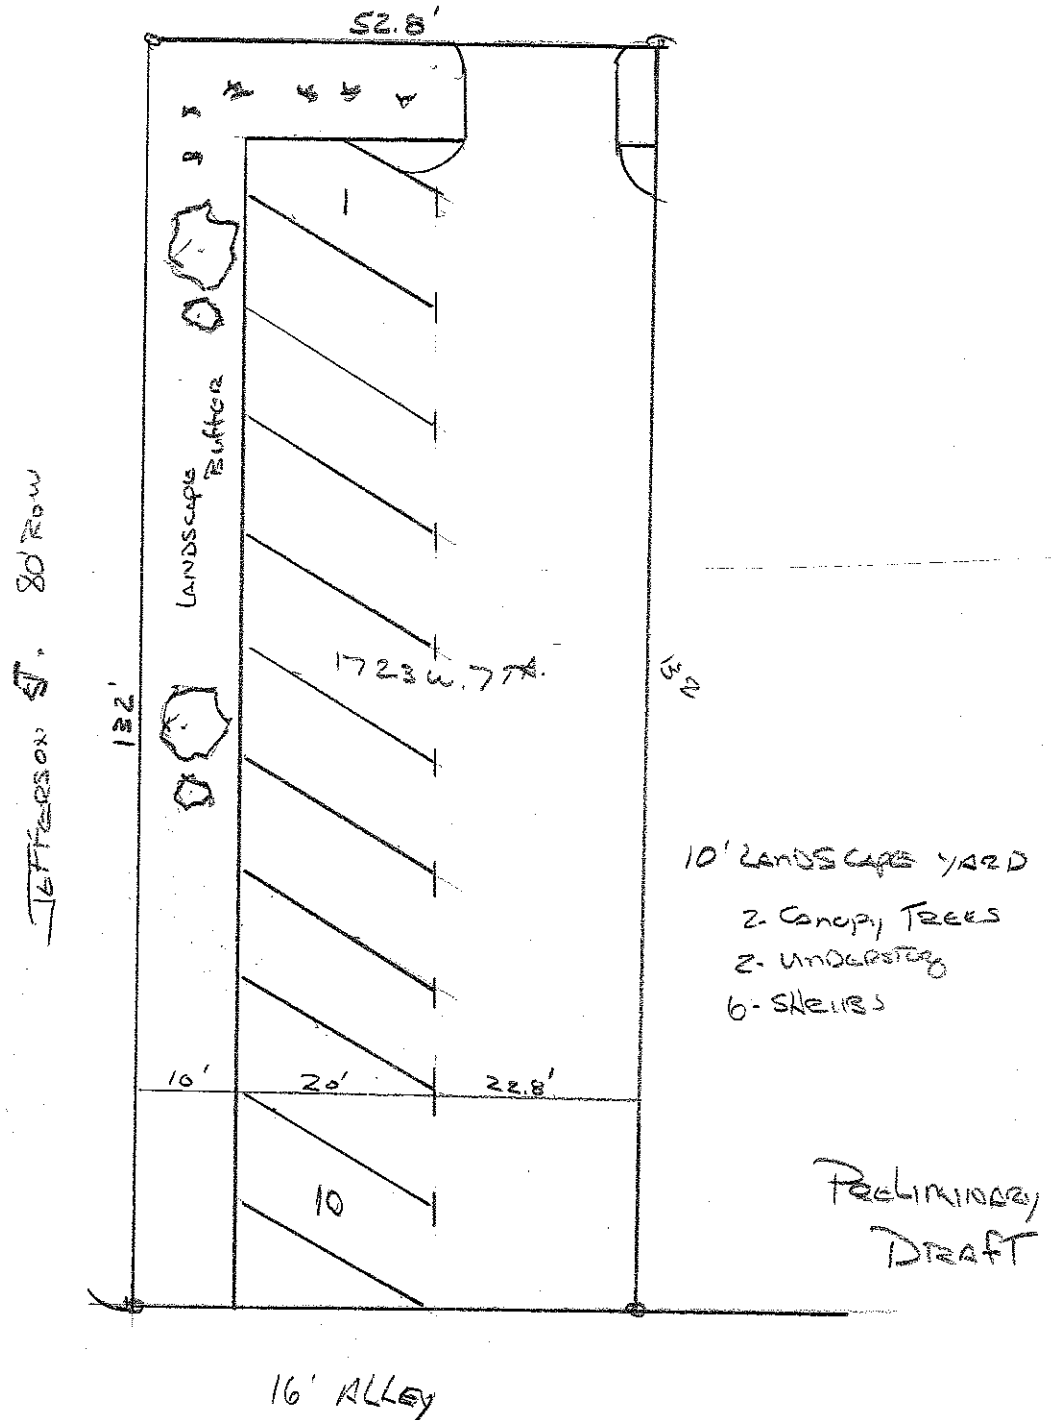 52.8'
1
LANDSCAPE
Buffer
JEFFERSON ST. 80' ROW
132'
1723 W. 7TH.
132
10' LANDSCAPE YARD
2- Canopy TREES
2- UNDERSTORY
6- SHRUBS
10'
20'
22.8'
10
PRELIMINARY
DRAFT
16' ALLEY